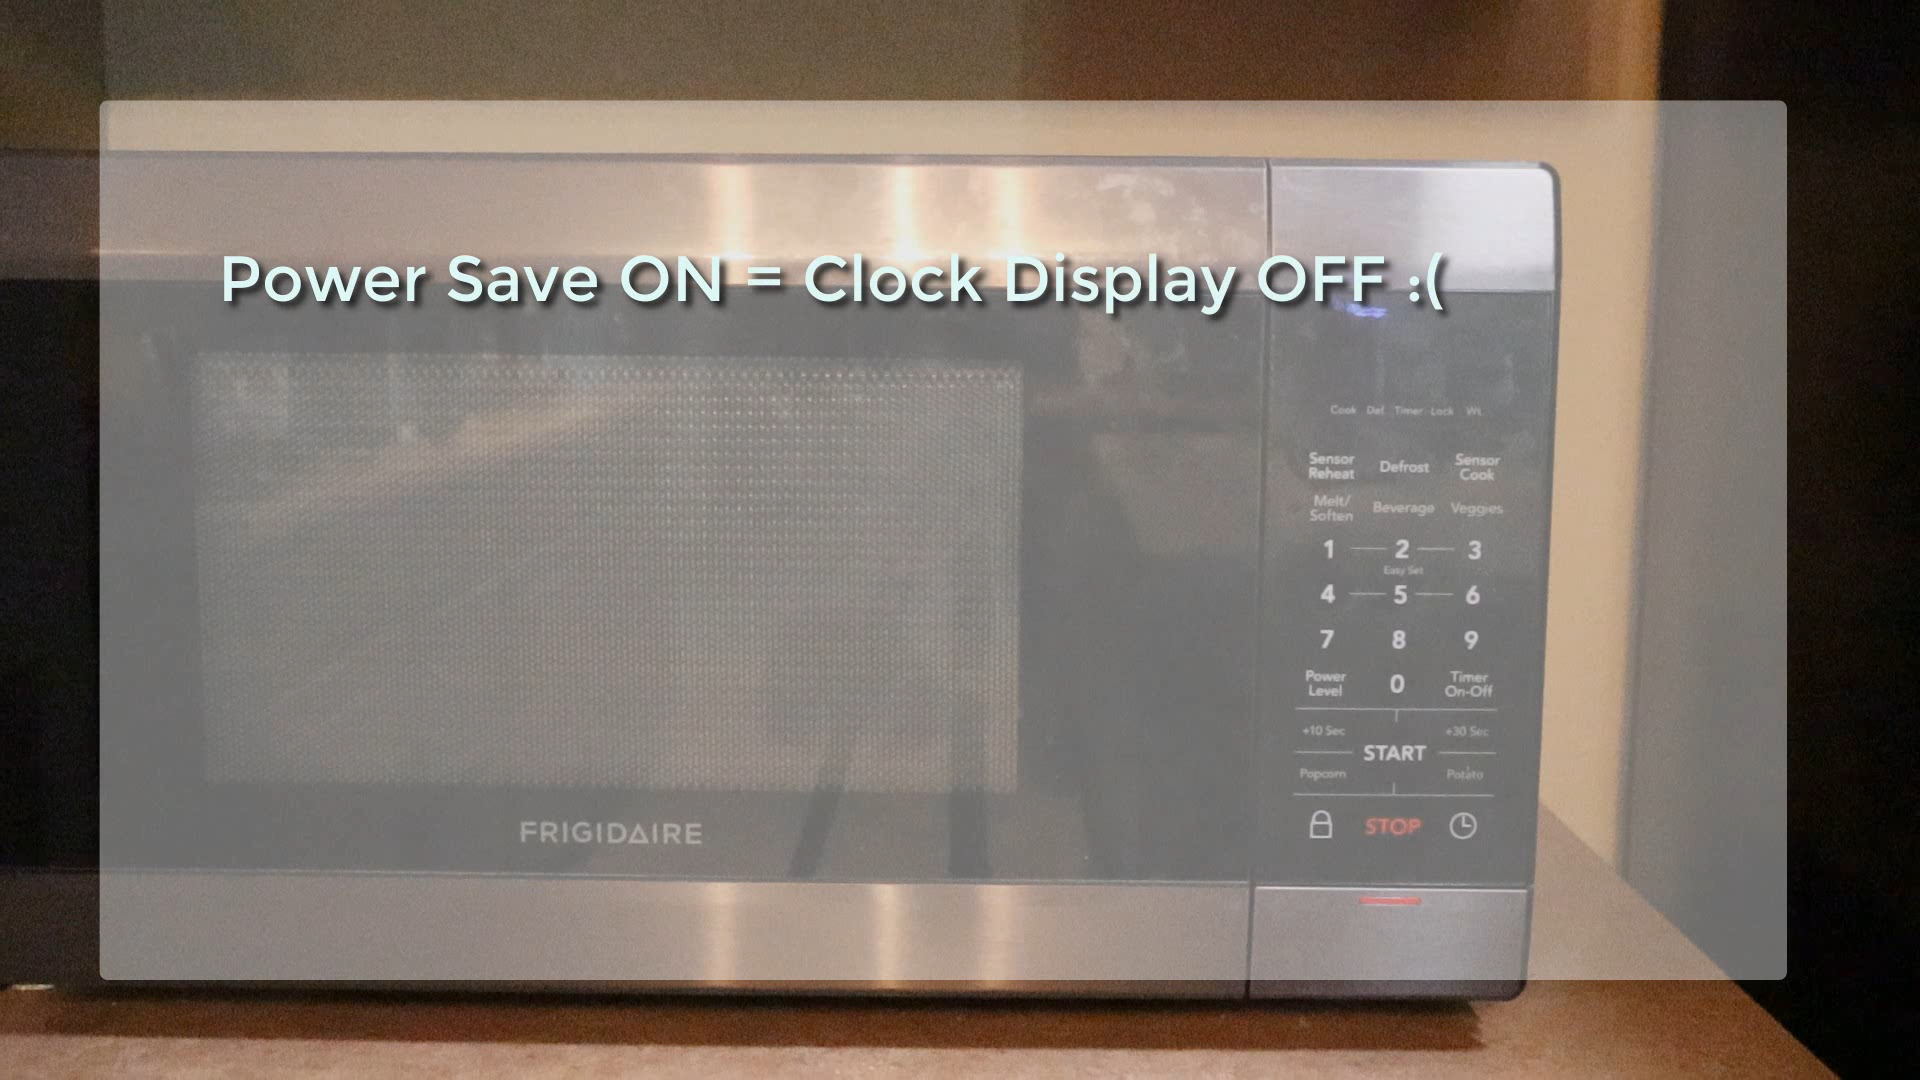 Power Save ON = Clock Display OFF :(
Cook Def Timer Lock Wt.
Sensor Reheat Defrost Sensor Cook
Melt/ Soften Beverage Veggies
1 2 3
Easy Set
4 5 6
7 8 9
Power Level 0 Timer On-Off
+10 Sec +30 Sec
START
Popcorn Potato
STOP
FRIGIDAIRE